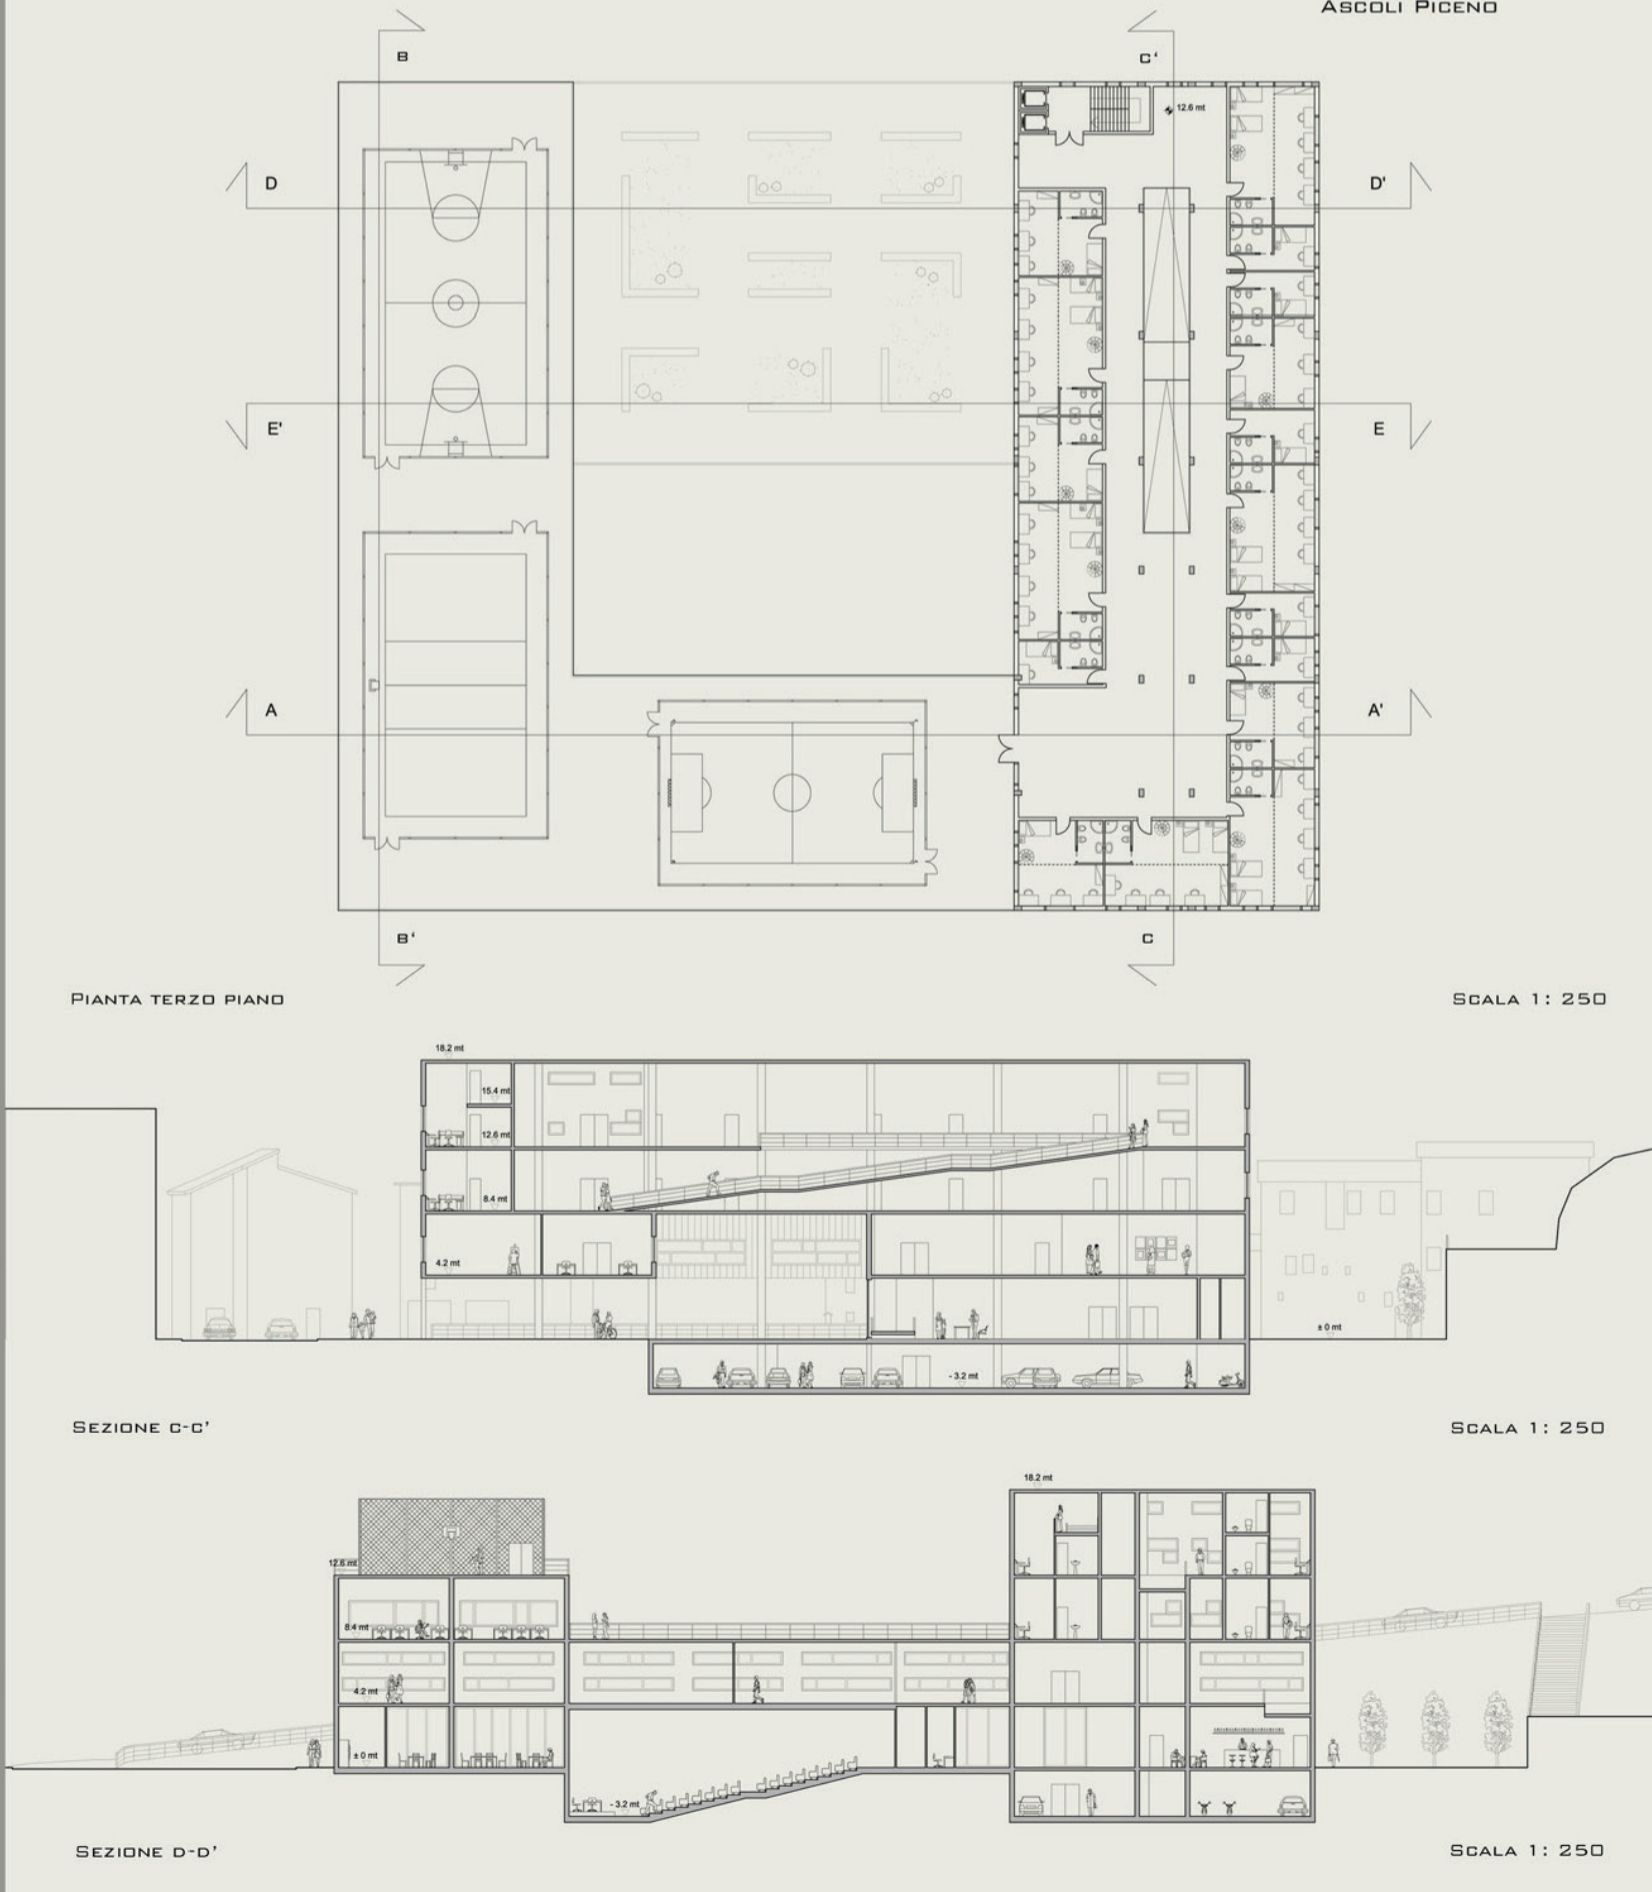 ASCOLI PICENO
B
C'
12.6 mt
D
D'
E'
E
A
A'
B'
C
PIANTA TERZO PIANO
SCALA 1: 250
18.2 mt
15.4 mt
12.6 mt
8.4 mt
4.2 mt
± 0 mt
- 3.2 mt
SEZIONE C-C'
SCALA 1: 250
18.2 mt
12.6 mt
8.4 mt
4.2 mt
± 0 mt
- 3.2 mt
SEZIONE D-D'
SCALA 1: 250